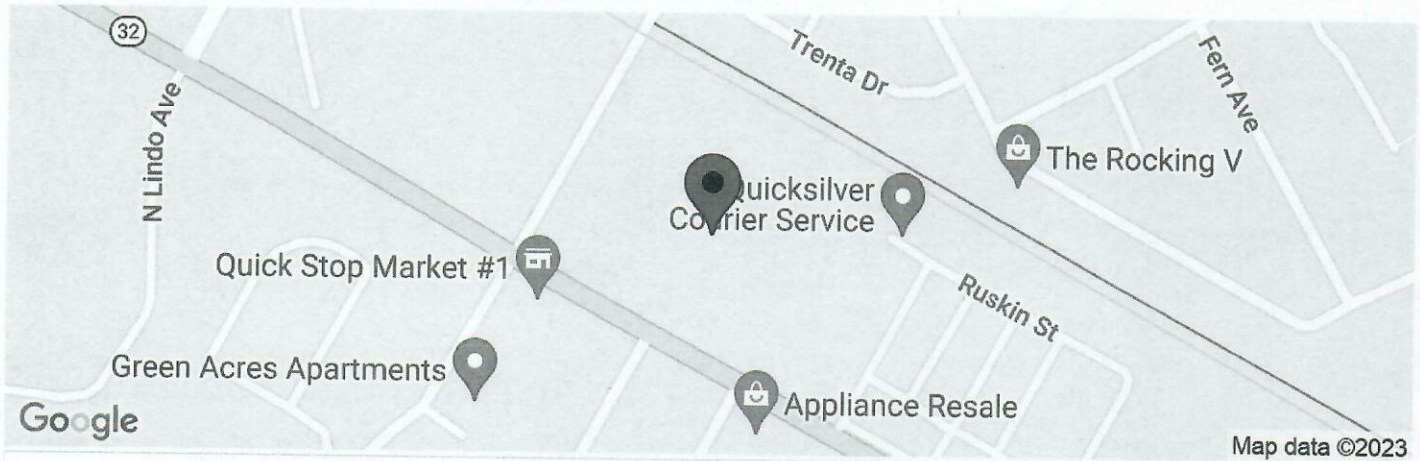 32
Trenta Dr
Fern Ave
N Lindo Ave
The Rocking V
uicksilver
Courier Service
Quick Stop Market #1
Ruskin St
Green Acres Apartments
Appliance Resale
Google
Map data ©2023